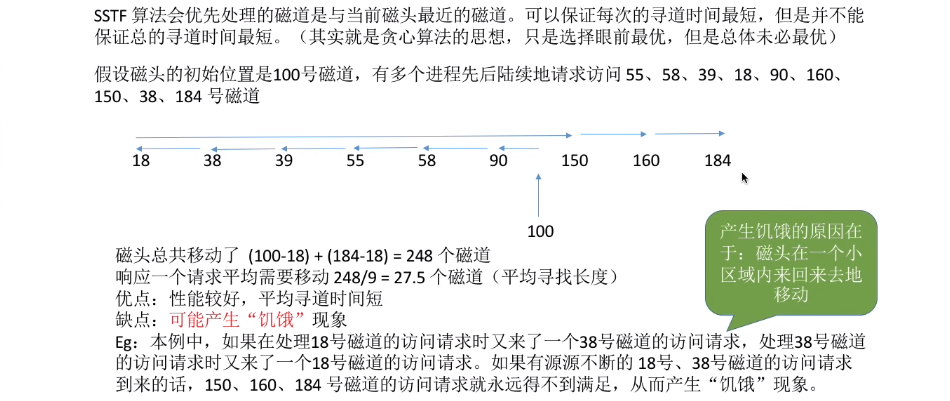 SSTF 算法会优先处理的磁道是与当前磁头最近的磁道。可以保证每次的寻道时间最短，但是并不能
保证总的寻道时间最短。（其实就是贪心算法的思想，只是选择眼前最优，但是总体未必最优）
假设磁头的初始位置是100号磁道，有多个进程先后陆续地请求访问 55、58、39、18、90、160、
150、38、184 号磁道
18 38 39 55 58 90 150 160 184
100
磁头总共移动了 (100-18) + (184-18) = 248 个磁道
响应一个请求平均需要移动 248/9 = 27.5 个磁道（平均寻找长度）
优点：性能较好，平均寻道时间短
缺点：可能产生“饥饿”现象
Eg：本例中，如果在处理18号磁道的访问请求时又来了一个38号磁道的访问请求，处理38号磁道
的访问请求时又来了一个18号磁道的访问请求。如果有源源不断的 18号、38号磁道的访问请求
到来的话，150、160、184 号磁道的访问请求就永远得不到满足，从而产生“饥饿”现象。
产生饥饿的原因在
于：磁头在一个小
区域内来回来去地
移动